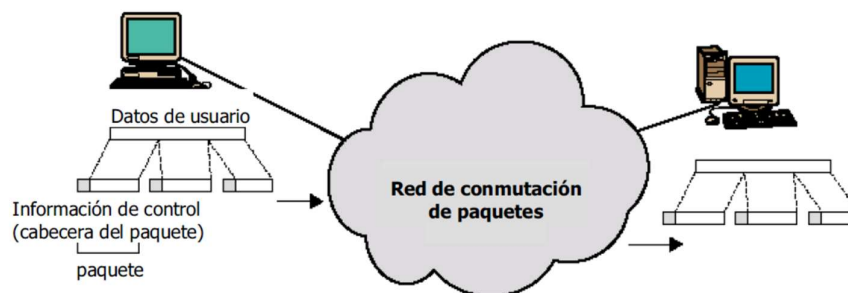 Datos de usuario
Información de control
(cabecera del paquete)
paquete
Red de conmutación
de paquetes